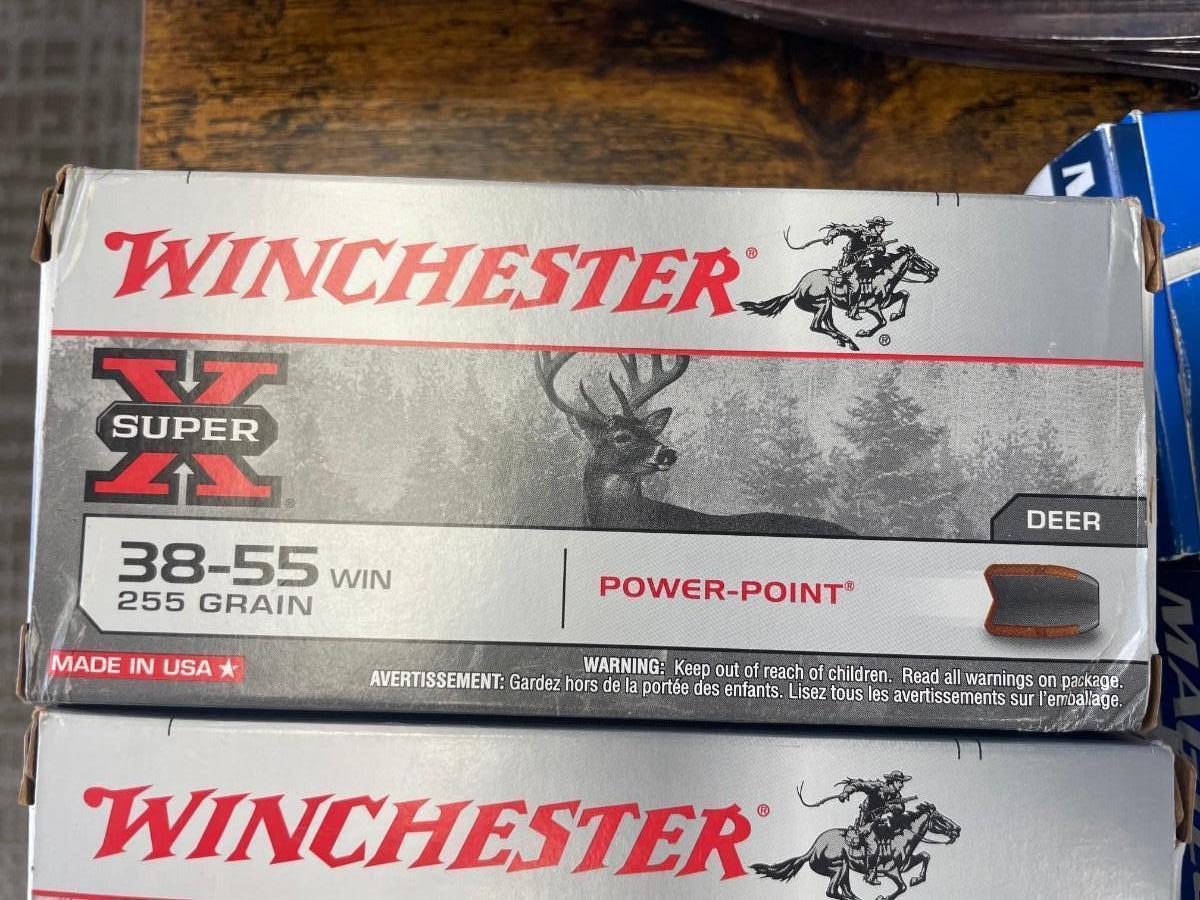 WINCHESTER®
®
X
SUPER
®
DEER
38-55 WIN
255 GRAIN
POWER-POINT®
MADE IN USA
WARNING: Keep out of reach of children. Read all warnings on package.
AVERTISSEMENT: Gardez hors de la portée des enfants. Lisez tous les avertissements sur l'emballage.
WINCHESTER®